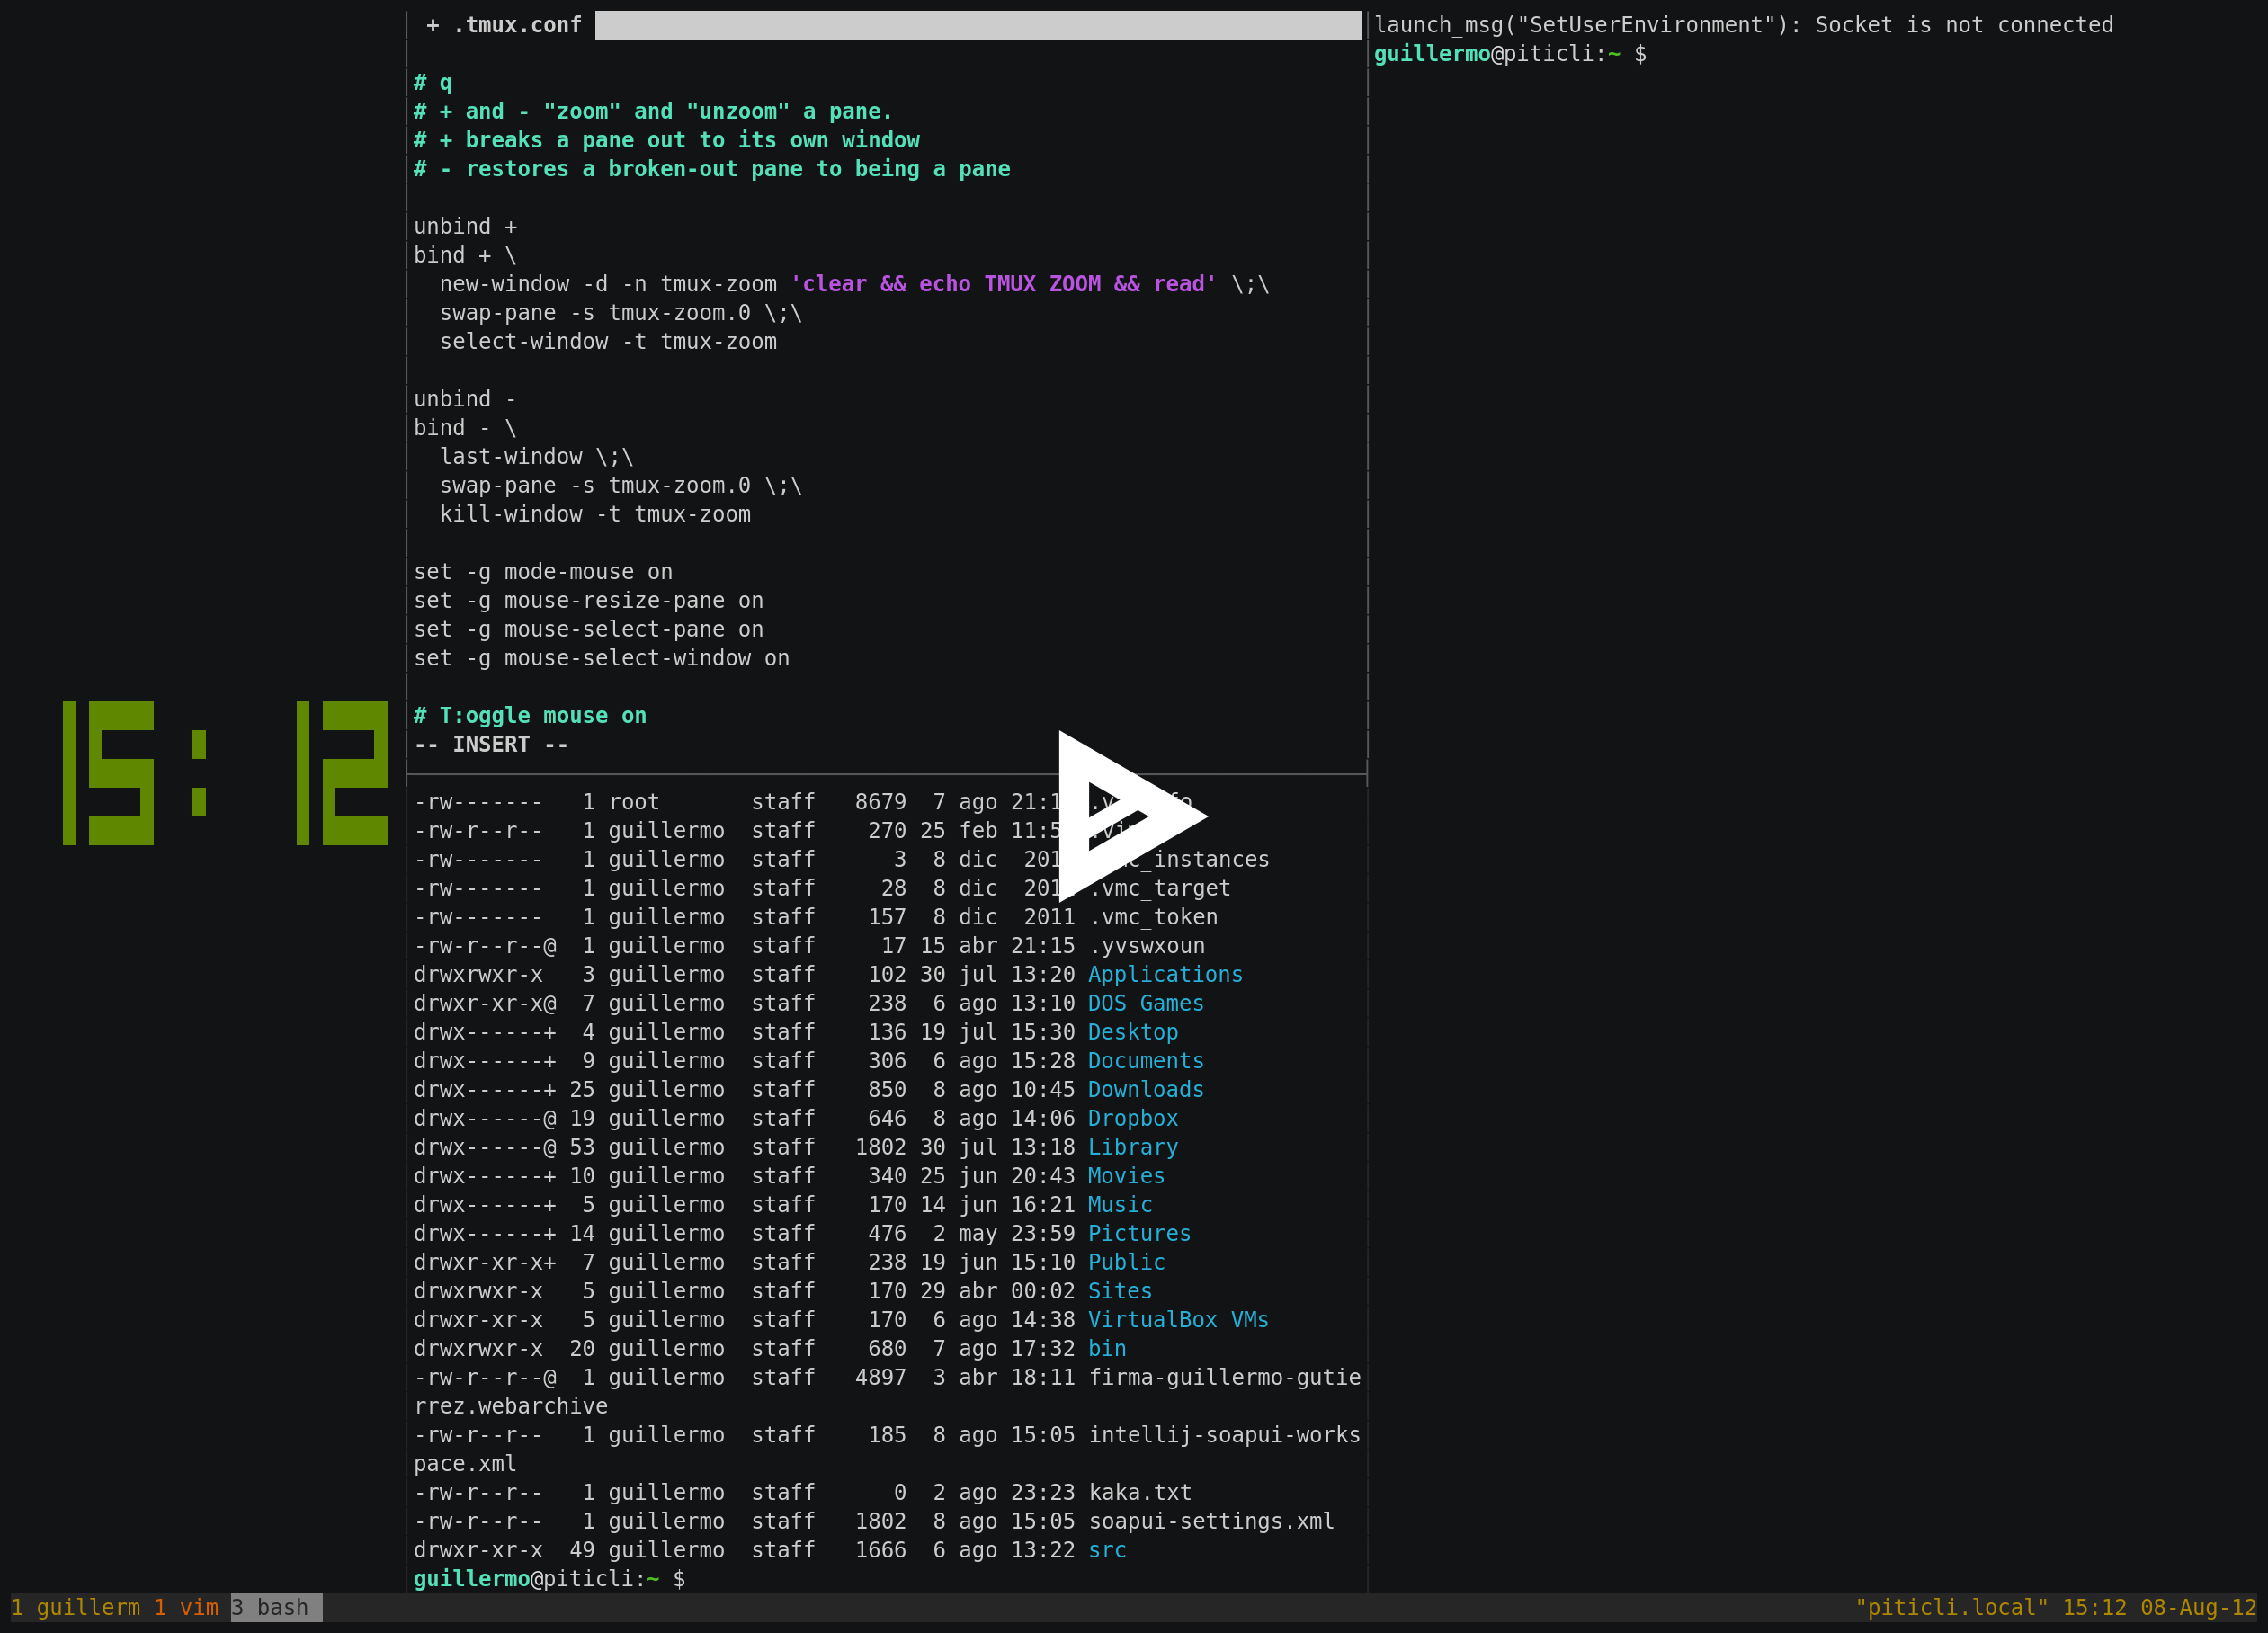 15:12
+ .tmux.conf
# q
# + and - "zoom" and "unzoom" a pane.
# + breaks a pane out to its own window
# - restores a broken-out pane to being a pane
unbind +
bind + \
new-window -d -n tmux-zoom 'clear && echo TMUX ZOOM && read' \;\
swap-pane -s tmux-zoom.0 \;\
select-window -t tmux-zoom
unbind -
bind - \
last-window \;\
swap-pane -s tmux-zoom.0 \;\
kill-window -t tmux-zoom
set -g mode-mouse on
set -g mouse-resize-pane on
set -g mouse-select-pane on
set -g mouse-select-window on
# T:oggle mouse on
-- INSERT --
-rw------- 1 root staff 8679 7 ago
-rw-r--r-- 1 guillermo staff 270 25 feb
-rw------- 1 guillermo staff 3 8 dic
-rw------- 1 guillermo staff 28 8 dic .vmc_target
-rw------- 1 guillermo staff 157 8 dic 2011 .vmc_token
-rw-r--r--@ 1 guillermo staff 17 15 abr 21:15 .yvswxoun
drwxrwxr-x 3 guillermo staff 102 30 jul 13:20 Applications
drwxr-xr-x@ 7 guillermo staff 238 6 ago 13:10 DOS Games
drwx------+ 4 guillermo staff 136 19 jul 15:30 Desktop
drwx------+ 9 guillermo staff 306 6 ago 15:28 Documents
drwx------+ 25 guillermo staff 850 8 ago 10:45 Downloads
drwx------@ 19 guillermo staff 646 8 ago 14:06 Dropbox
drwx------@ 53 guillermo staff 1802 30 jul 13:18 Library
drwx------+ 10 guillermo staff 340 25 jun 20:43 Movies
drwx------+ 5 guillermo staff 170 14 jun 16:21 Music
drwx------+ 14 guillermo staff 476 2 may 23:59 Pictures
drwxr-xr-x+ 7 guillermo staff 238 19 jun 15:10 Public
drwxrwxr-x 5 guillermo staff 170 29 abr 00:02 Sites
drwxr-xr-x 5 guillermo staff 170 6 ago 14:38 VirtualBox VMs
drwxrwxr-x 20 guillermo staff 680 7 ago 17:32 bin
-rw-r--r--@ 1 guillermo staff 4897 3 abr 18:11 firma-guillermo-gutie
rrez.webarchive
-rw-r--r-- 1 guillermo staff 185 8 ago 15:05 intellij-soapui-works
pace.xml
-rw-r--r-- 1 guillermo staff 0 2 ago 23:23 kaka.txt
-rw-r--r-- 1 guillermo staff 1802 8 ago 15:05 soapui-settings.xml
drwxr-xr-x 49 guillermo staff 1666 6 ago 13:22 src
guillermo@piticli:~ $
launch_msg("SetUserEnvironment"): Socket is not connected
guillermo@piticli:~ $
1 guillerm 1 vim 3 bash
"piticli.local" 15:12 08-Aug-12